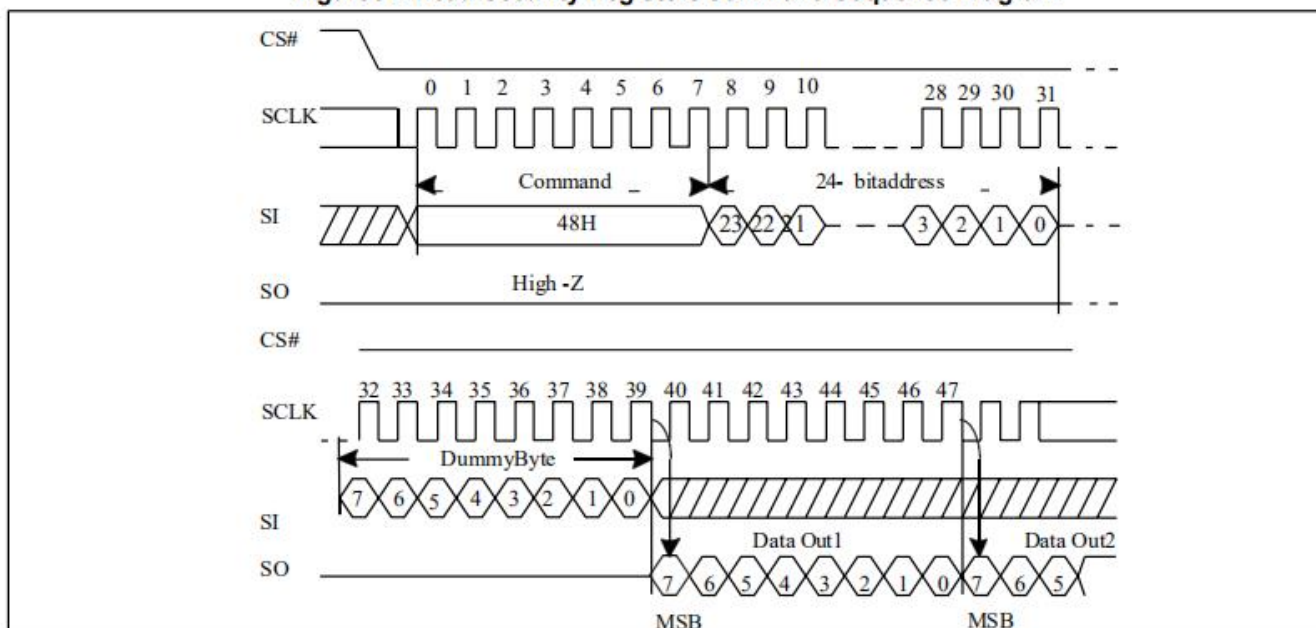 CS#
0 1 2 3 4 5 6 7 8 9 10 28 29 30 31
SCLK
Command 24- bitaddress
SI 48H 23 22 21 3 2 1 0
High -Z
SO
CS#
32 33 34 35 36 37 38 39 40 41 42 43 44 45 46 47
SCLK
DummyByte
7 6 5 4 3 2 1 0
SI
Data Out1 Data Out2
SO 7 6 5 4 3 2 1 0 7 6 5
MSB MSB